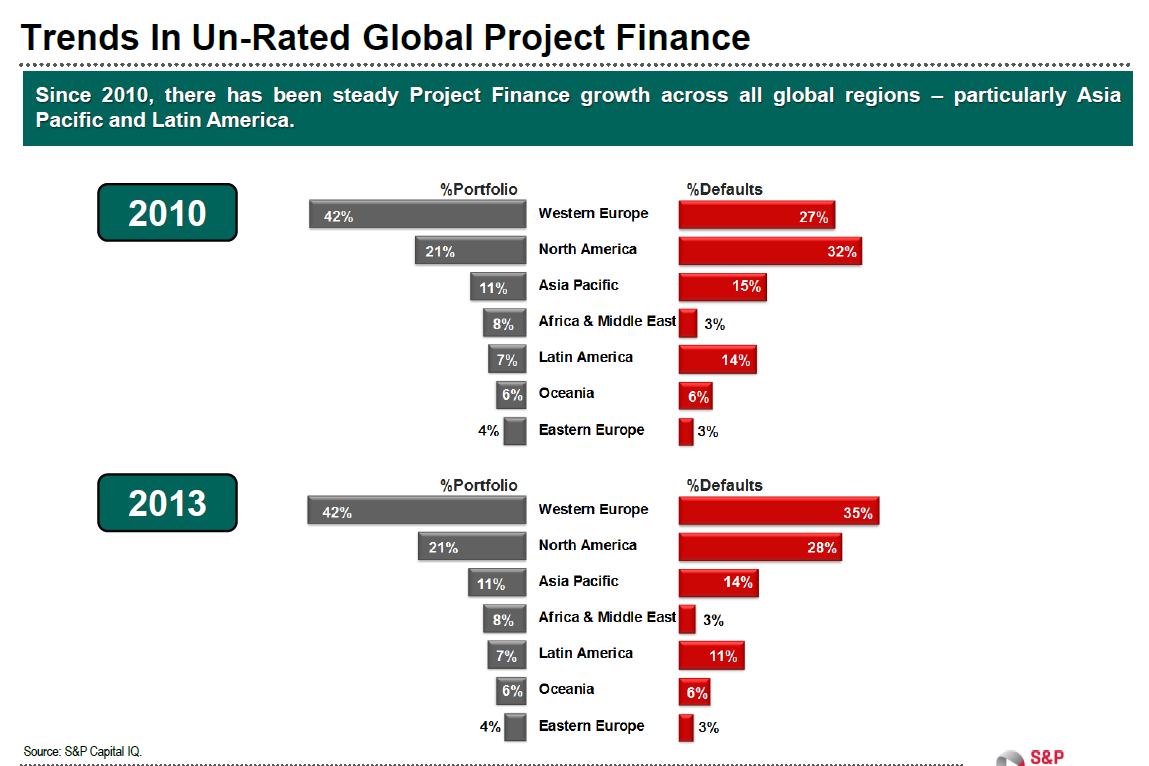 Trends In Un-Rated Global Project Finance
Since 2010, there has been steady Project Finance growth across all global regions – particularly Asia
Pacific and Latin America.
2010
%Portfolio %Defaults
42% Western Europe 27%
21% North America 32%
11% Asia Pacific 15%
8% Africa & Middle East 3%
7% Latin America 14%
6% Oceania 6%
4% Eastern Europe 3%
2013
%Portfolio %Defaults
42% Western Europe 35%
21% North America 28%
11% Asia Pacific 14%
8% Africa & Middle East 3%
7% Latin America 11%
6% Oceania 6%
4% Eastern Europe 3%
Source: S&P Capital IQ.
S&P